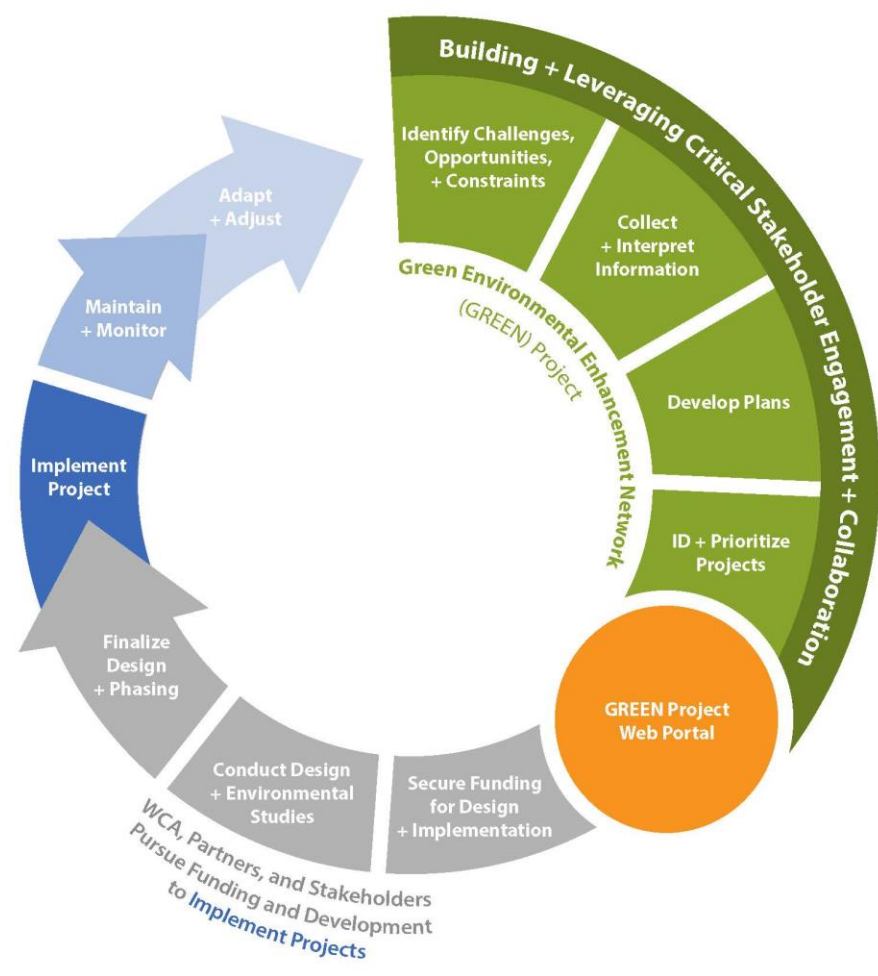 Building + Leveraging Critical Stakeholder Engagement + Collaboration
Identify Challenges,
Opportunities,
+ Constraints
Collect
+ Interpret
Information
Develop Plans
ID + Prioritize
Projects
Green Environmental Enhancement Network
(GREEN) Project
GREEN Project
Web Portal
Secure Funding
for Design
+ Implementation
Conduct Design
+ Environmental
Studies
Finalize
Design
+ Phasing
WCA, Partners, and Stakeholders
Pursue Funding and Development
to Implement Projects
Implement
Project
Maintain
+ Monitor
Adapt
+ Adjust